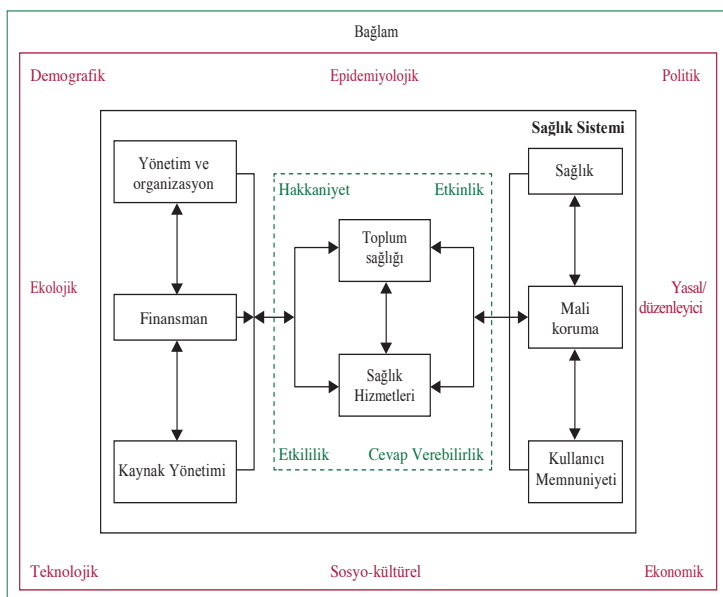 Bağlam
Demografik
Epidemiyolojik
Politik
Sağlık Sistemi
Yönetim ve
organizasyon
Sağlık
Hakkaniyet
Etkinlik
Toplum
sağlığı
Ekolojik
Finansman
Mali
koruma
Yasal/
düzenleyici
Sağlık
Hizmetleri
Etkililik
Cevap Verebilirlik
Kaynak Yönetimi
Kullanıcı
Memnuniyeti
Teknolojik
Sosyo-kültürel
Ekonomik